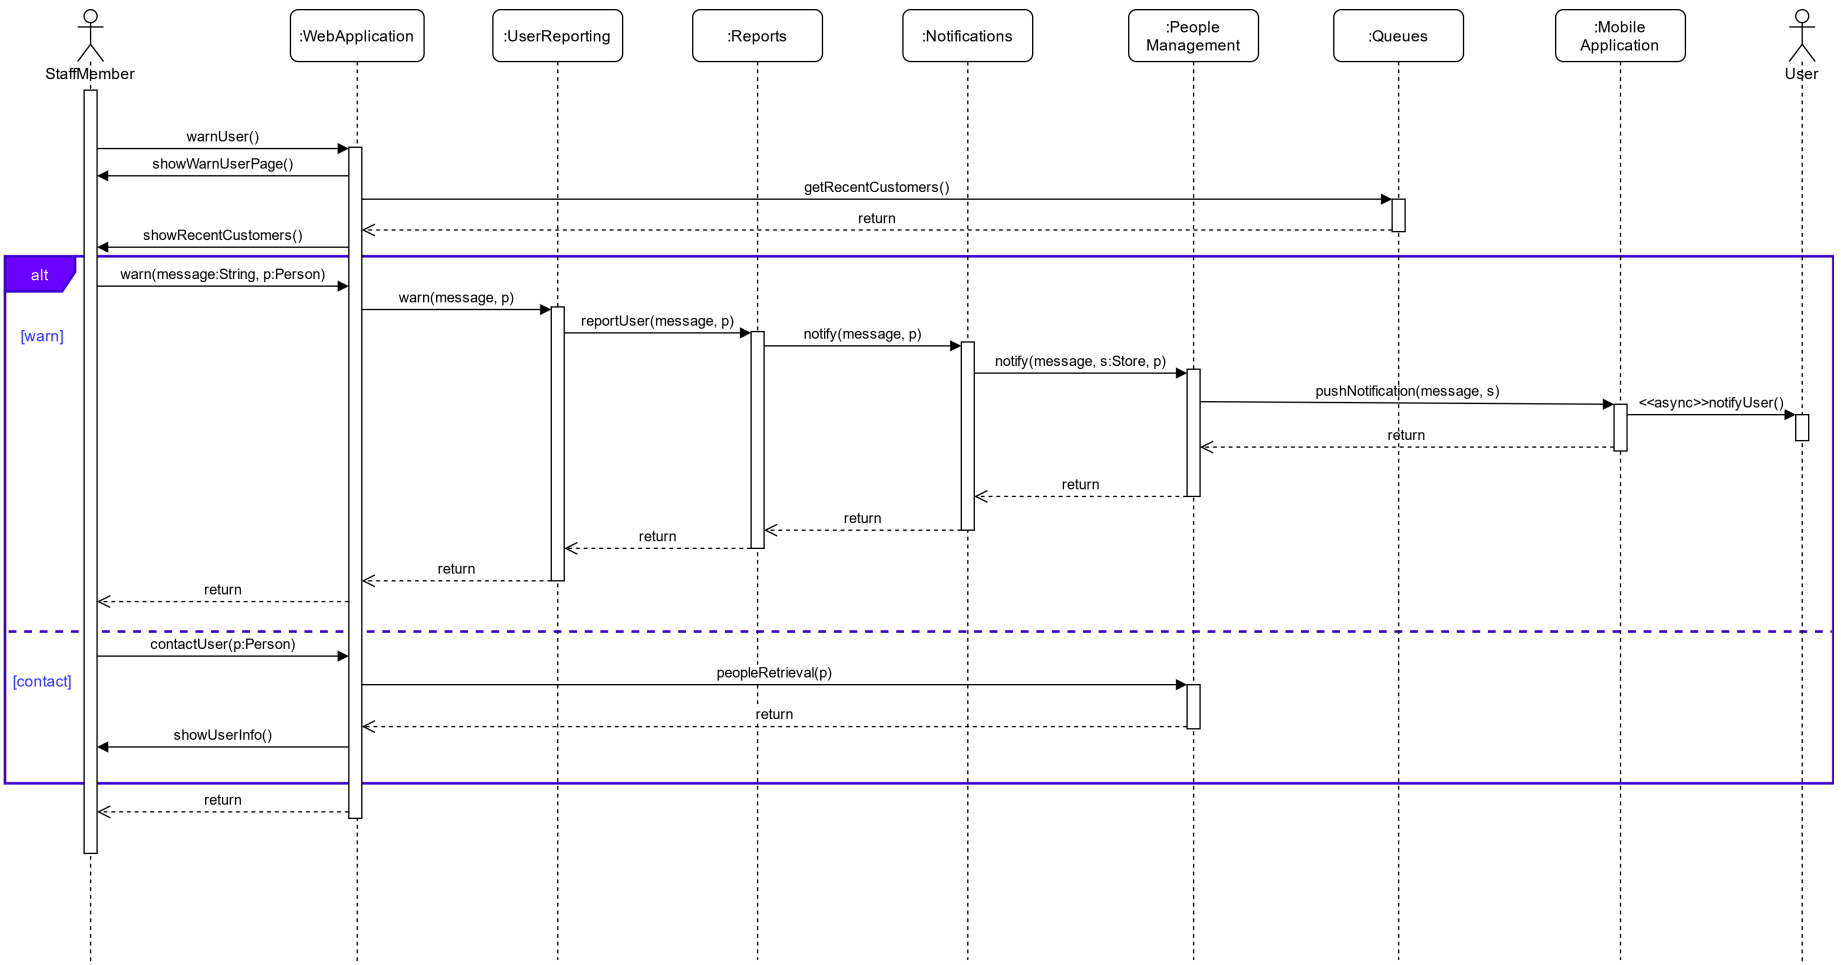 StaffMember
:WebApplication
:UserReporting
:Reports
:Notifications
:People
Management
:Queues
:Mobile
Application
User
warnUser()
showWarnUserPage()
getRecentCustomers()
return
showRecentCustomers()
alt
warn(message:String, p:Person)
warn(message, p)
[warn]
reportUser(message, p)
notify(message, p)
notify(message, s:Store, p)
pushNotification(message, s)
<<async>>notifyUser()
return
return
return
return
return
return
contactUser(p:Person)
[contact]
peopleRetrieval(p)
return
showUserInfo()
return